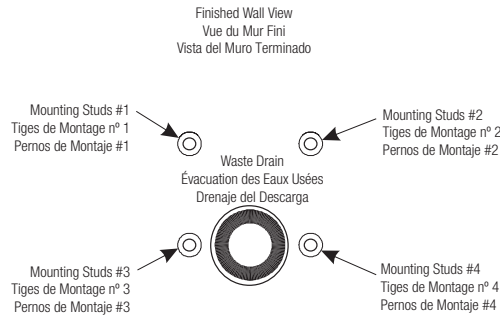 Finished Wall View
Vue du Mur Fini
Vista del Muro Terminado
Mounting Studs #1
Tiges de Montage nº 1
Pernos de Montaje #1
Mounting Studs #2
Tiges de Montage nº 2
Pernos de Montaje #2
Waste Drain
Évacuation des Eaux Usées
Drenaje del Descarga
Mounting Studs #3
Tiges de Montage nº 3
Pernos de Montaje #3
Mounting Studs #4
Tiges de Montage nº 4
Pernos de Montaje #4